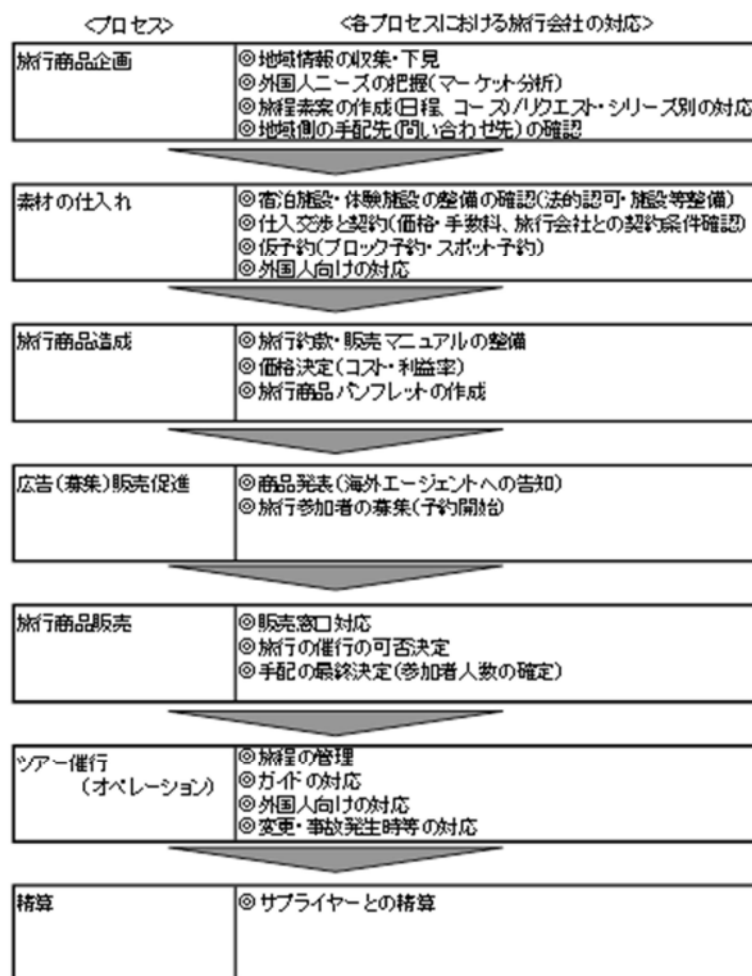 <プロセス>
<各プロセスにおける旅行会社の対応>
旅行商品企画
◎地域情報の収集・下見
◎外国人ニーズの把握(マーケット分析)
◎旅程素案の作成(日程、コース)/リクエスト・シリーズ別の対応
◎地域側の手配先(問い合わせ先)の確認
素材の仕入れ
◎宿泊施設・体験施設の整備の確認(法的認可・施設等整備)
◎仕入交渉と契約(価格・手数料、旅行会社との契約条件確認)
◎仮予約(ブロック予約・スポット予約)
◎外国人向けの対応
旅行商品造成
◎旅行約款・販売マニュアルの整備
◎価格決定(コスト・利益率)
◎旅行商品パンフレットの作成
広告(募集)販売促進
◎商品発表(海外エージェントへの告知)
◎旅行参加者の募集(予約開始)
旅行商品販売
◎販売窓口対応
◎旅行の催行の可否決定
◎手配の最終決定(参加者人数の確定)
ツアー催行
(オペレーション)
◎旅程の管理
◎ガイドの対応
◎外国人向けの対応
◎変更・事故発生時等の対応
精算
◎サプライヤーとの精算